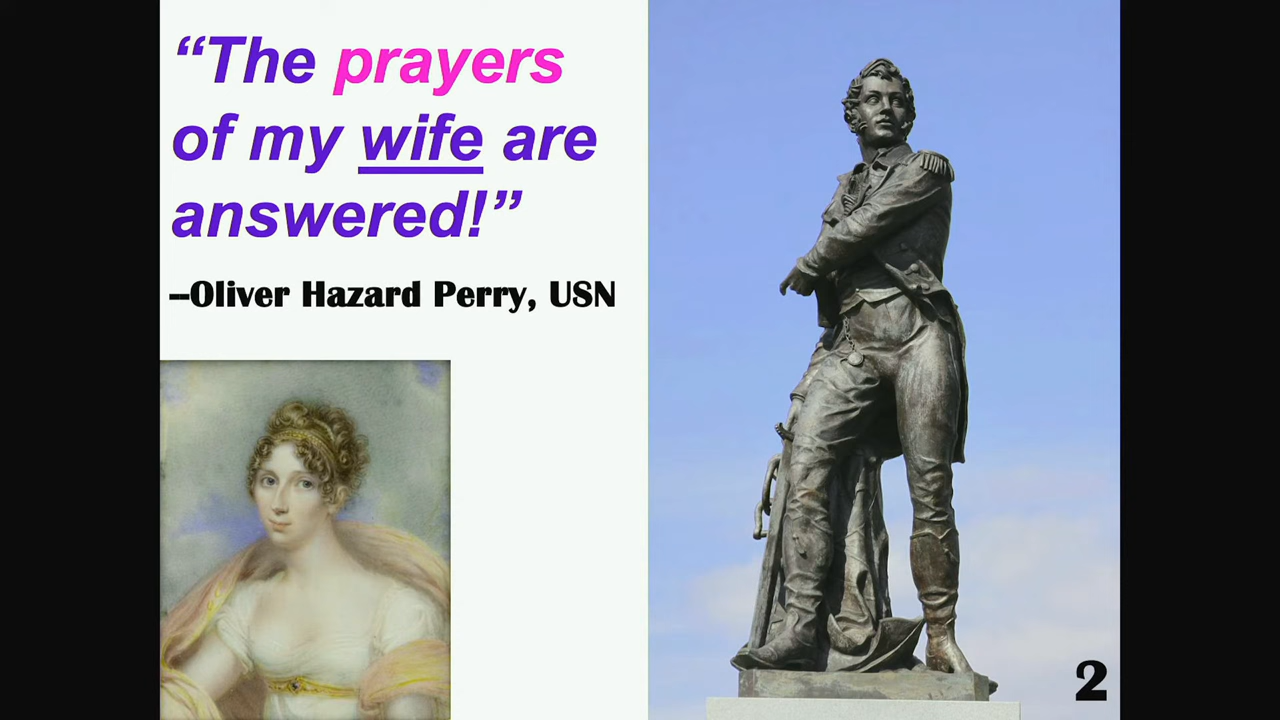 “The prayers
of my wife are
answered!”
--Oliver Hazard Perry, USN
2